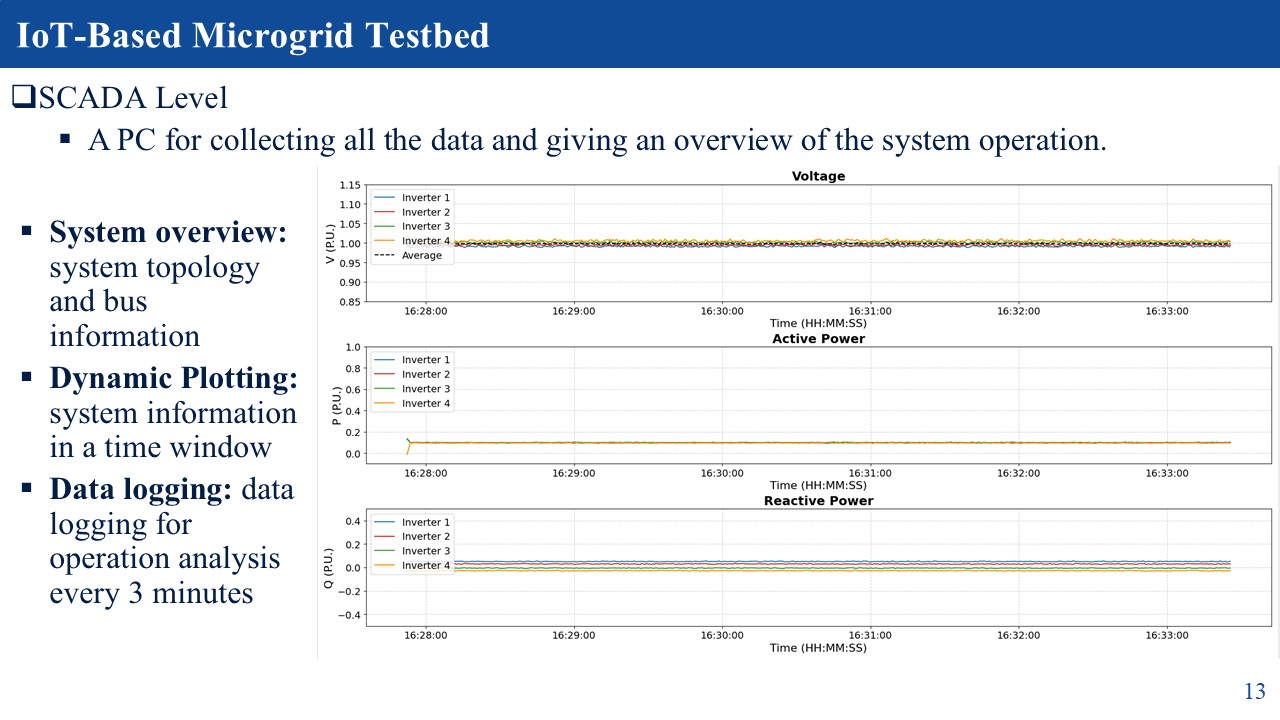 IoT-Based Microgrid Testbed
❑SCADA Level
▪ A PC for collecting all the data and giving an overview of the system operation.
▪ System overview:
system topology
and bus
information
▪ Dynamic Plotting:
system information
in a time window
▪ Data logging: data
logging for
operation analysis
every 3 minutes
Voltage
V (P.U.)
1.15
1.10
1.05
1.00
0.95
0.90
0.85
Inverter 1
Inverter 2
Inverter 3
Inverter 4
Average
16:28:00 16:29:00 16:30:00 16:31:00 16:32:00 16:33:00
Time (HH:MM:SS)
Active Power
P (P.U.)
1.0
0.8
0.6
0.4
0.2
0.0
Inverter 1
Inverter 2
Inverter 3
Inverter 4
16:28:00 16:29:00 16:30:00 16:31:00 16:32:00 16:33:00
Time (HH:MM:SS)
Reactive Power
Q (P.U.)
0.4
0.2
0.0
−0.2
−0.4
Inverter 1
Inverter 2
Inverter 3
Inverter 4
16:28:00 16:29:00 16:30:00 16:31:00 16:32:00 16:33:00
Time (HH:MM:SS)
13